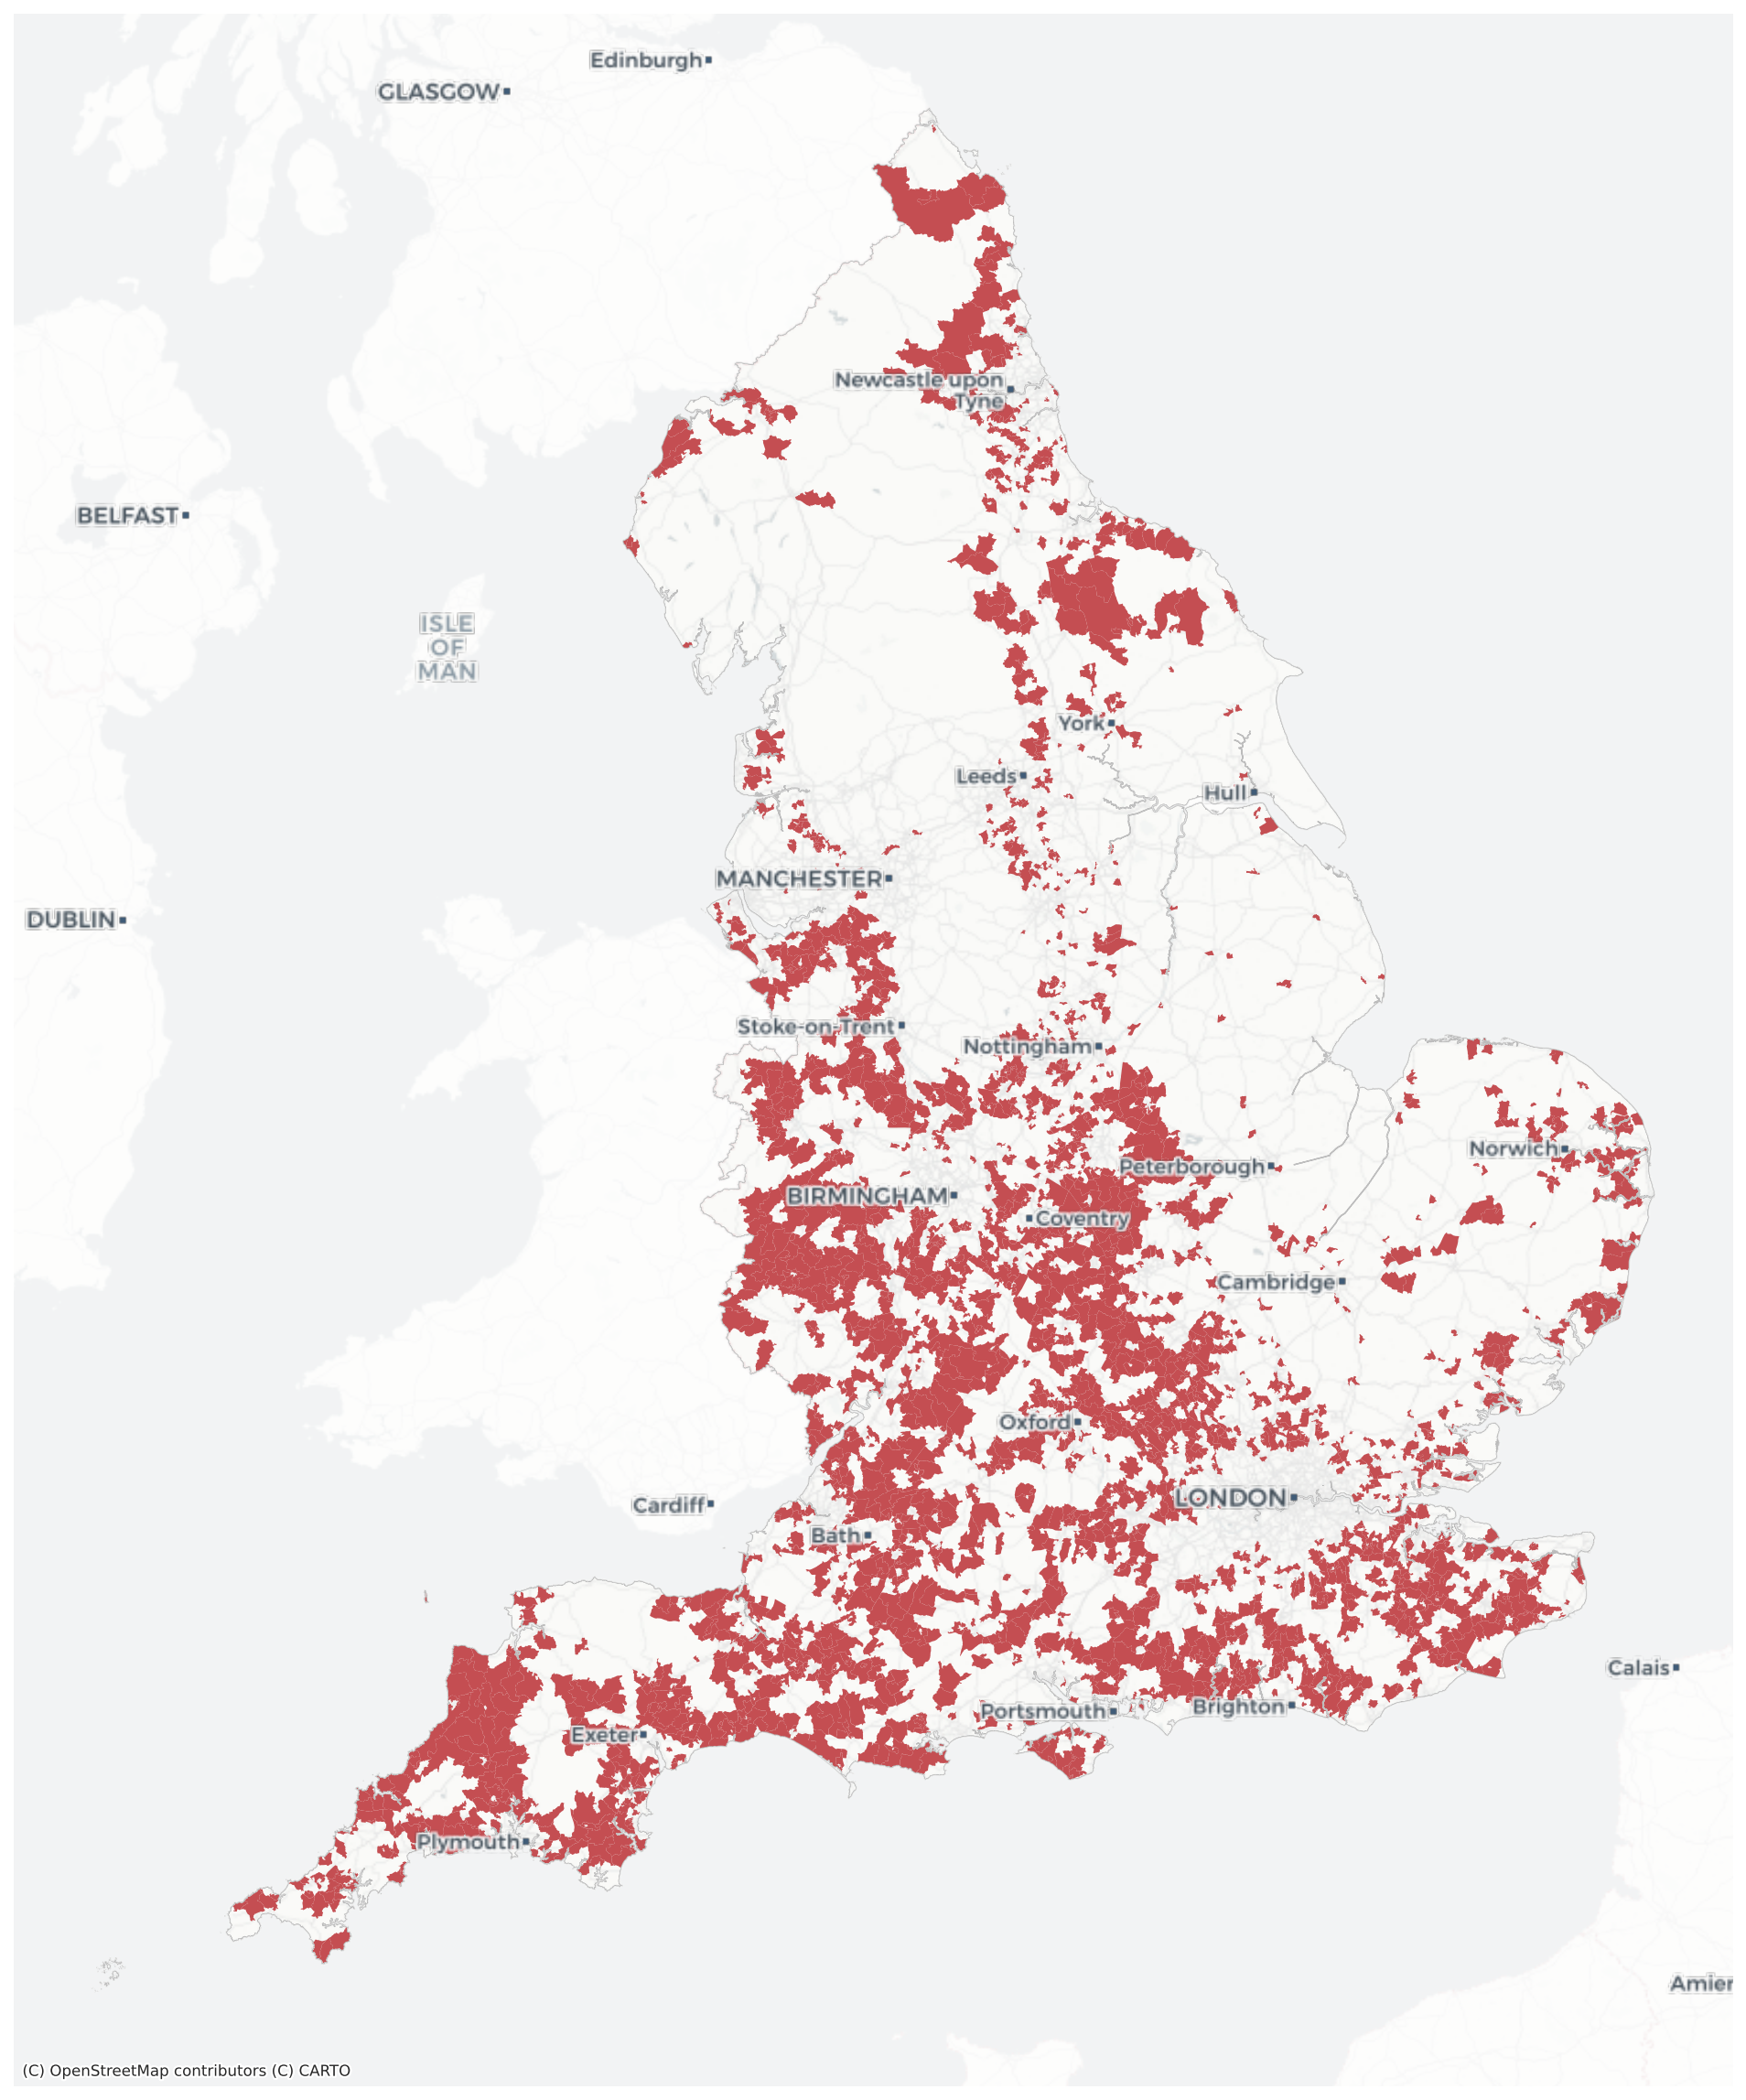 Edinburgh
GLASGOW
Newcastle upon
Tyne
BELFAST
ISLE
OF
MAN
York
Leeds
Hull
MANCHESTER
DUBLIN
Stoke-on-Trent
Nottingham
Norwich
Peterborough
BIRMINGHAM
Coventry
Cambridge
Oxford
LONDON
Cardiff
Bath
Calais
Portsmouth
Brighton
Exeter
Plymouth
Amier
(C) OpenStreetMap contributors (C) CARTO